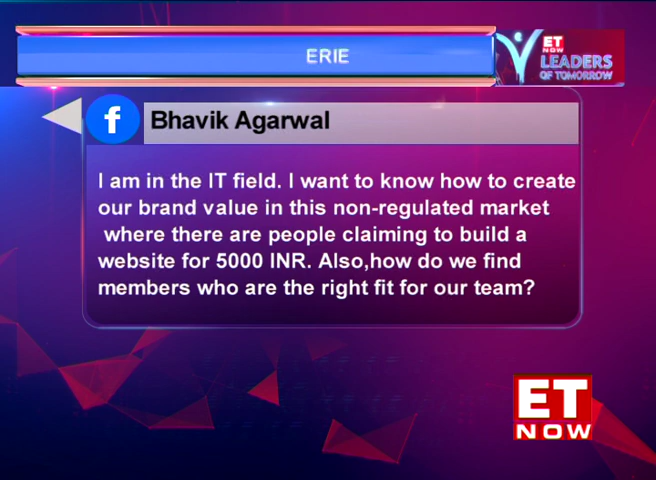 ERIE
ET
NOW
LEADERS
OF TOMORROW
f
Bhavik Agarwal
I am in the IT field. I want to know how to create
our brand value in this non-regulated market
where there are people claiming to build a
website for 5000 INR. Also,how do we find
members who are the right fit for our team?
ET
NOW